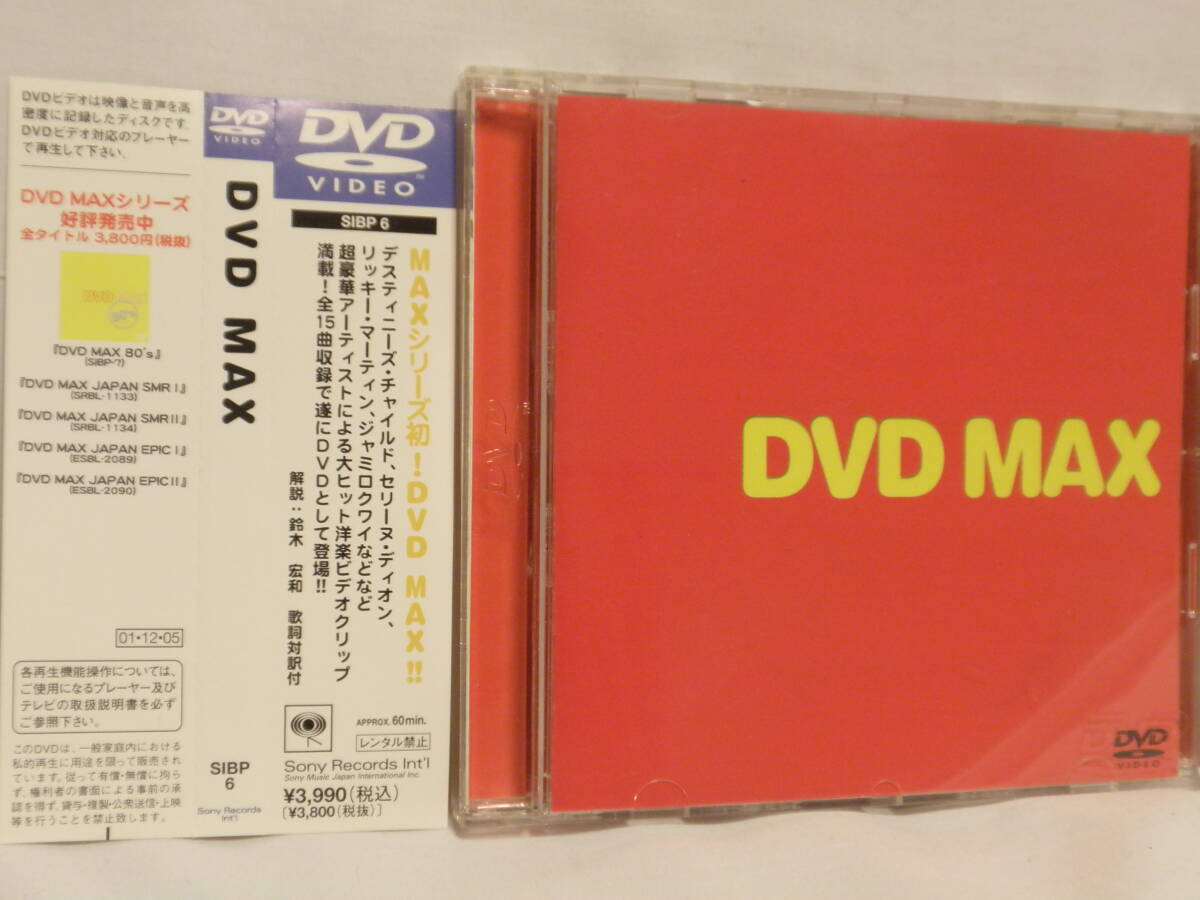 DVDビデオは映像と音声を高
密度に記録したディスクです。
DVDビデオ対応のプレーヤー
で再生して下さい。
DVD MAXシリーズ
好評発売中
全タイトル 3,800円(税抜)
『DVD MAX 80's』
(SIBP-7)
『DVD MAX JAPAN SMR I』
(SRBL-1133)
『DVD MAX JAPAN SMR II』
(SRBL-1134)
『DVD MAX JAPAN EPIC I』
(ESBL-2089)
『DVD MAX JAPAN EPIC II』
(ESBL-2090)
01・12・05
各再生機能操作については、
ご使用になるプレーヤー及び
テレビの取扱説明書を必ず
ご参照下さい。
このDVDは、一般家庭内における
私的再生に用途を限って販売され
ています。従って有償・無償に拘ら
ず、権利者の書面による事前の承
認を得ず、貸与・複製・公衆送信・上映
等を行うことを禁止致します。
DVD
VIDEO
DVD MAX
SIBP
6
Sony Records
Int'l
DVD
VIDEO™
SIBP 6
MAXシリーズ初!DVD MAX!!
デスティニーズ・チャイルド、セリーヌ・ディオン、
リッキー・マーティン、ジャミロクワイなどなど
超豪華アーティストによる大ヒット洋楽ビデオクリップ
満載!全15曲収録で遂にDVDとして登場!!
解説:鈴木 宏和 歌詞対訳付
APPROX. 60min.
レンタル禁止
Sony Records Int'l
Sony Music Japan International Inc.
¥3,990(税込)
[¥3,800(税抜)]
DVD
DVD MAX
DVD
VIDEO